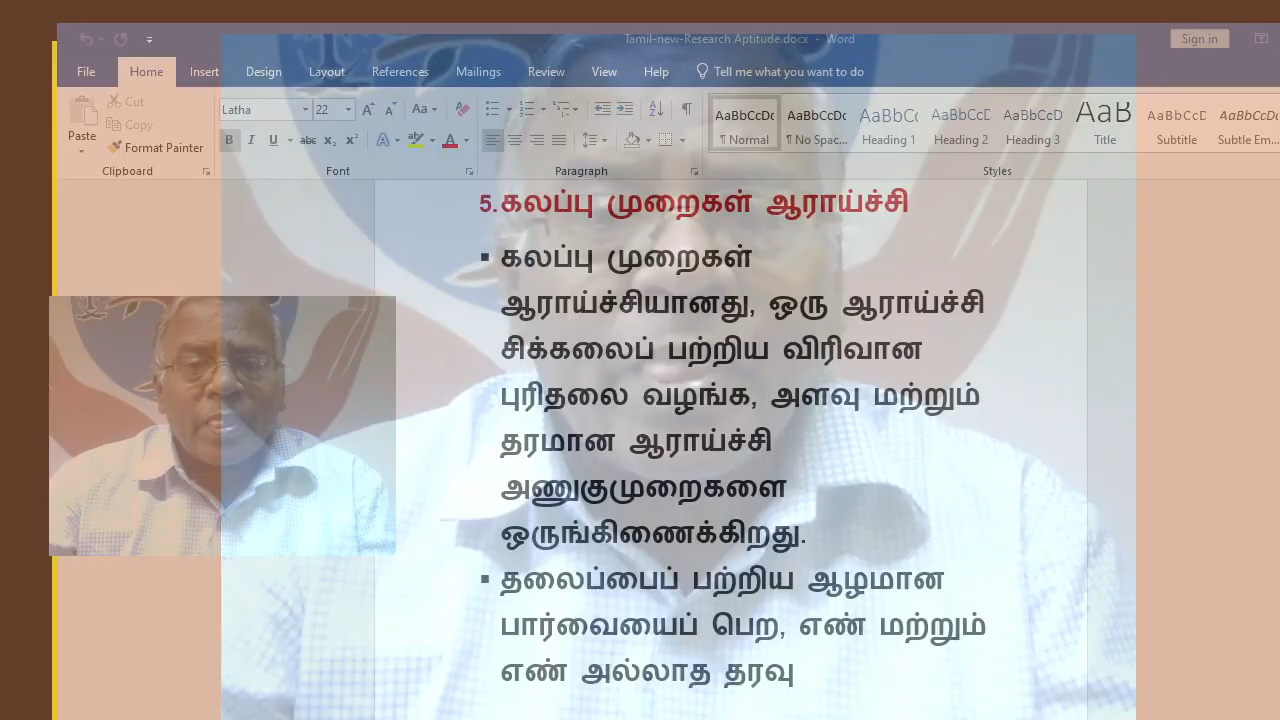 Tamil-new-Research Aptitude.docx - Word
Sign in
File Home Insert Design Layout References Mailings Review View Help Tell me what you want to do
Cut
Copy
Paste
Format Painter
Clipboard
Latha 22
Font
Paragraph
AaBbCcDc AaBbCc AaBbC AaBbCcD AaBbCcD AaB AaBbCcD AaBbCcDc
¶ Normal ¶ No Spac... Heading 1 Heading 2 Heading 3 Title Subtitle Subtle Em...
Styles
5.கலப்பு முறைகள் ஆராய்ச்சி
▪ கலப்பு முறைகள்
ஆராய்ச்சியானது, ஒரு ஆராய்ச்சி
சிக்கலைப் பற்றிய விரிவான
புரிதலை வழங்க, அளவு மற்றும்
தரமான ஆராய்ச்சி
அணுகுமுறைகளை
ஒருங்கிணைக்கிறது.
▪ தலைப்பைப் பற்றிய ஆழமான
பார்வையைப் பெற, எண் மற்றும்
எண் அல்லாத தரவு